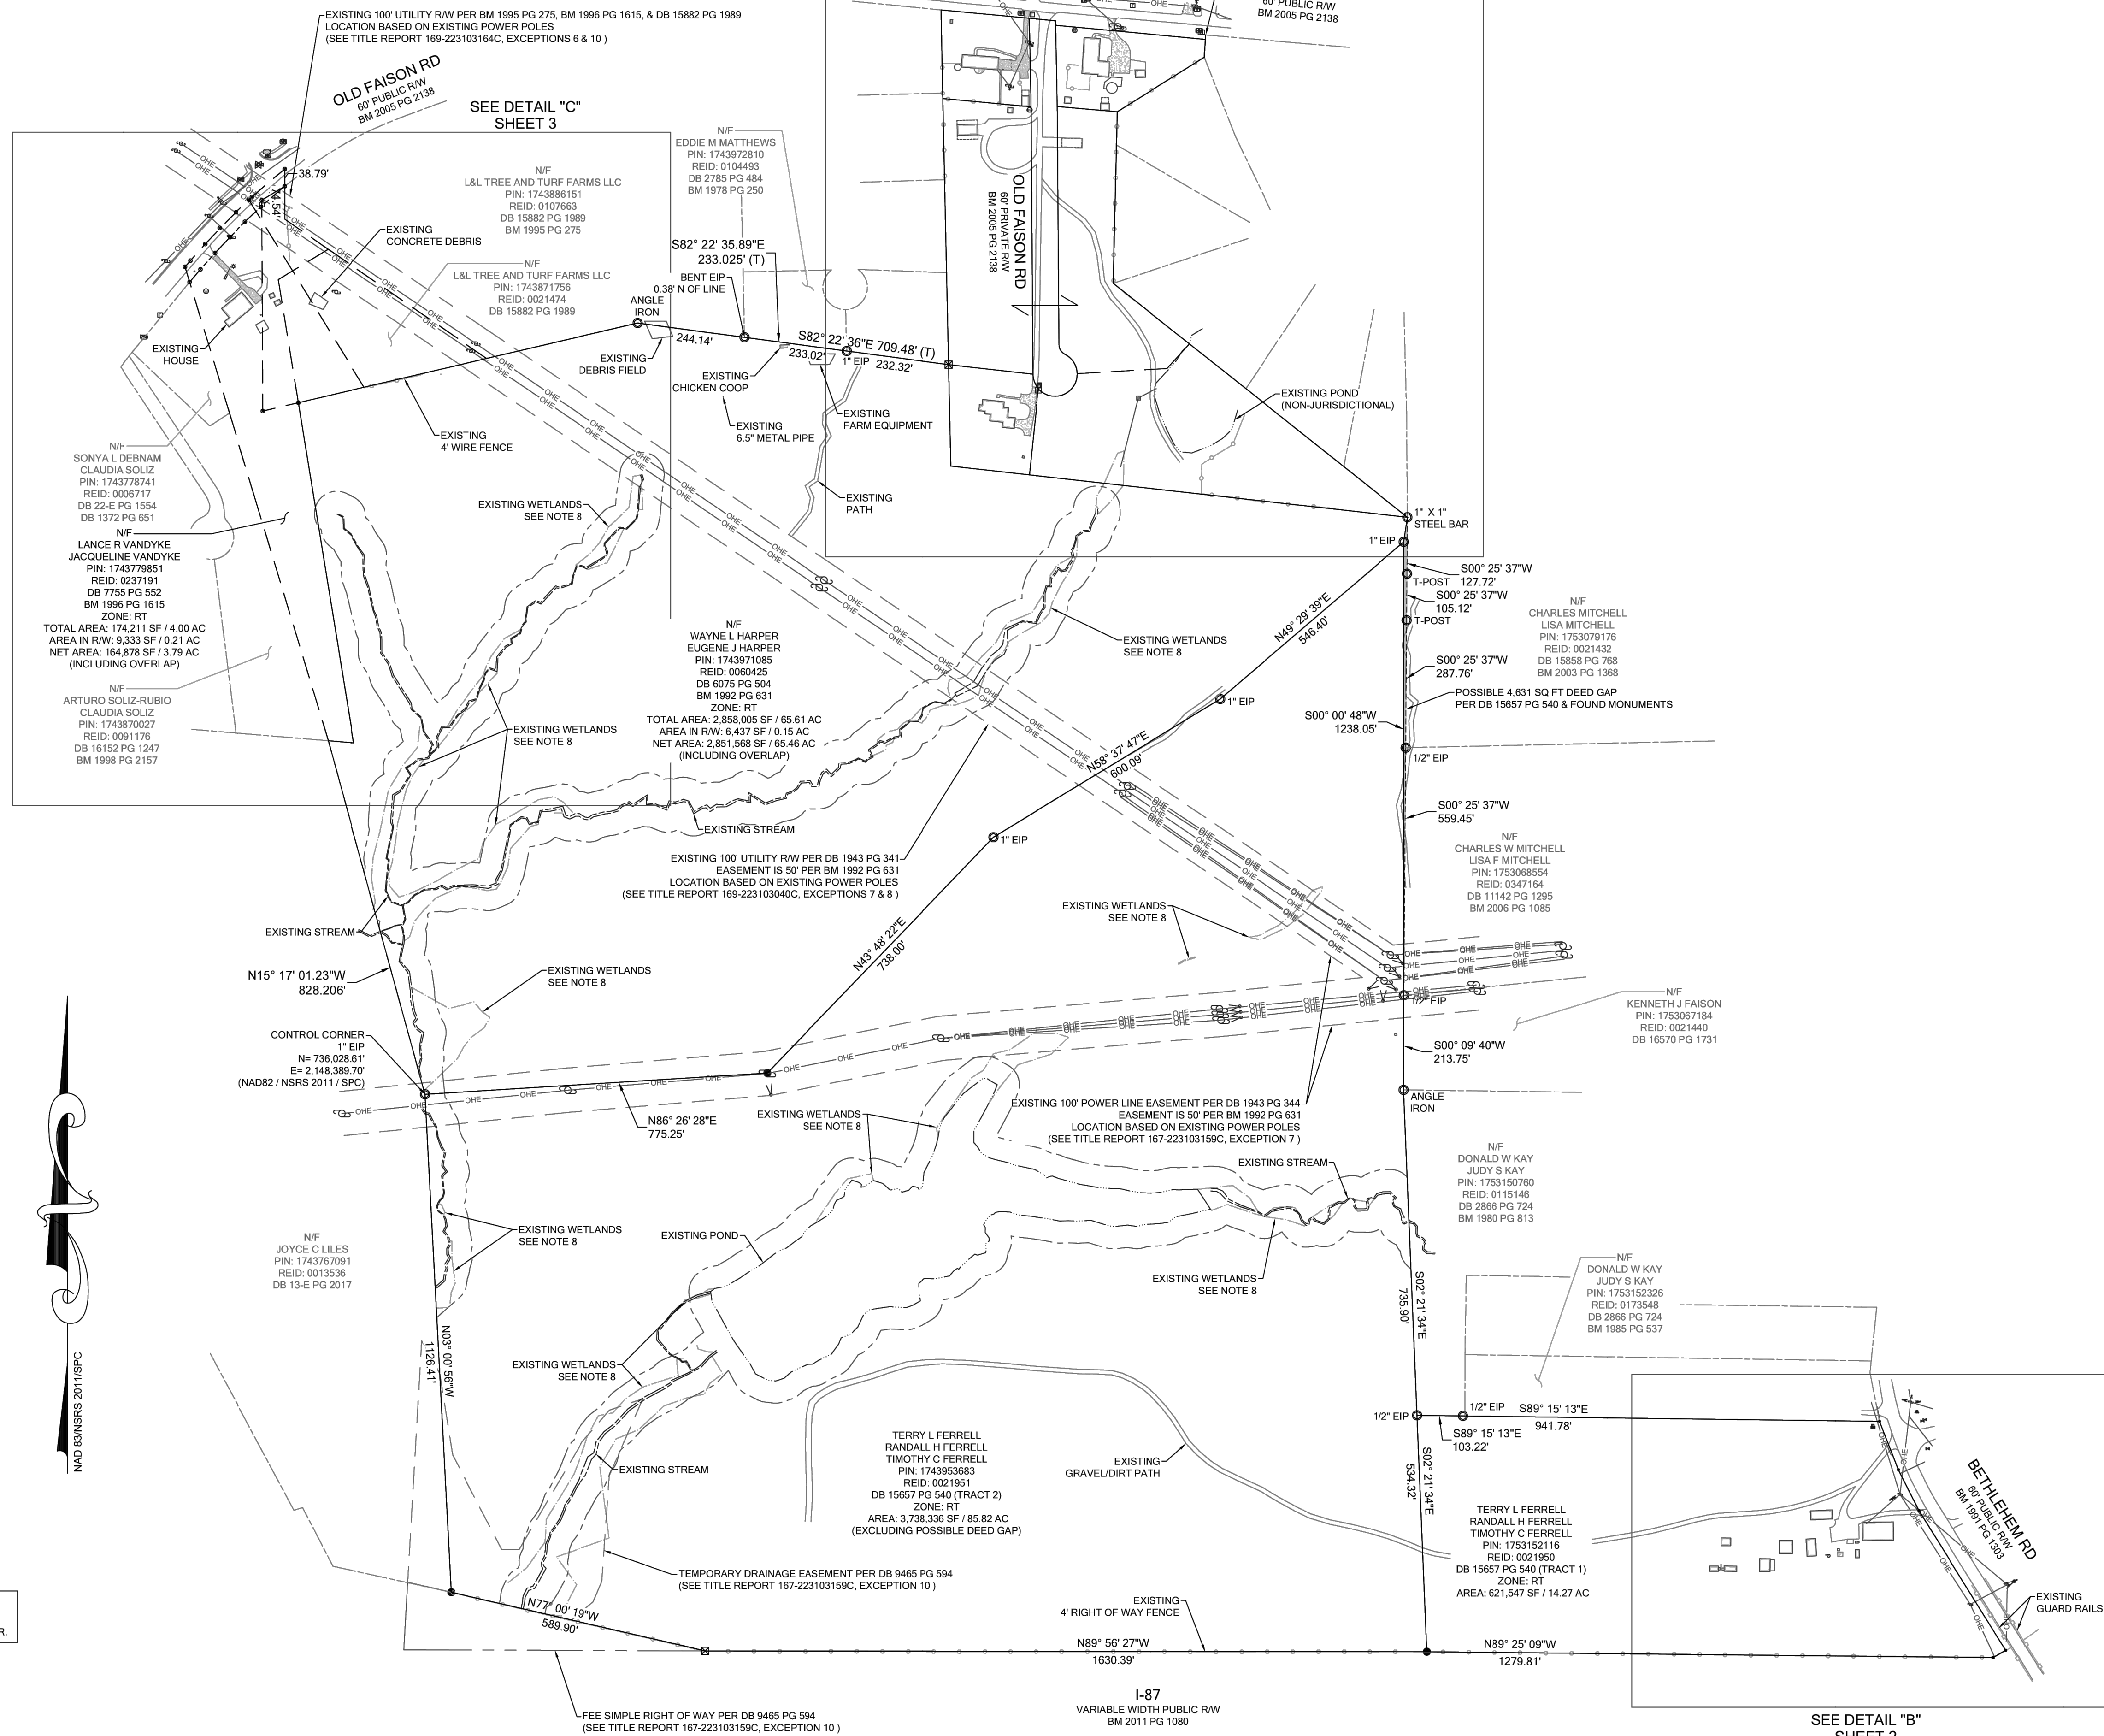 EXISTING 100' UTILITY R/W PER BM 1995 PG 275, BM 1996 PG 1615, & DB 15882 PG 1989
LOCATION BASED ON EXISTING POWER POLES
(SEE TITLE REPORT 169-223103164C, EXCEPTIONS 6 & 10 )
60' PUBLIC R/W
BM 2005 PG 2138
OLD FAISON RD
60' PUBLIC R/W
BM 2005 PG 2138
SEE DETAIL "C"
SHEET 3
N/F
EDDIE M MATTHEWS
PIN: 1743972810
REID: 0104493
DB 2785 PG 484
BM 1978 PG 250
38.79'
N/F
L&L TREE AND TURF FARMS LLC
PIN: 1743886151
REID: 0107663
DB 15882 PG 1989
BM 1995 PG 275
OLD FAISON RD
60' PRIVATE R/W
BM 2005 PG 2138
EXISTING
CONCRETE DEBRIS
N/F
L&L TREE AND TURF FARMS LLC
PIN: 1743871756
REID: 0021474
DB 15882 PG 1989
S82° 22' 35.89"E
233.025' (T)
BENT EIP
0.38' N OF LINE
ANGLE
IRON
S82° 22' 36"E 709.48' (T)
244.14'
233.02'
1" EIP
232.32'
EXISTING
HOUSE
EXISTING
DEBRIS FIELD
EXISTING
CHICKEN COOP
EXISTING
FARM EQUIPMENT
EXISTING
6.5" METAL PIPE
EXISTING
4' WIRE FENCE
EXISTING POND
(NON-JURISDICTIONAL)
EXISTING
PATH
N/F
SONYA L DEBNAM
CLAUDIA SOLIZ
PIN: 1743778741
REID: 0006717
DB 22-E PG 1554
DB 1372 PG 651
N/F
LANCE R VANDYKE
JACQUELINE VANDYKE
PIN: 1743779851
REID: 0237191
DB 7755 PG 552
BM 1996 PG 1615
ZONE: RT
TOTAL AREA: 174,211 SF / 4.00 AC
AREA IN R/W: 9,333 SF / 0.21 AC
NET AREA: 164,878 SF / 3.79 AC
(INCLUDING OVERLAP)
N/F
ARTURO SOLIZ-RUBIO
CLAUDIA SOLIZ
PIN: 1743870027
REID: 0091176
DB 16152 PG 1247
BM 1998 PG 2157
EXISTING WETLANDS
SEE NOTE 8
1" X 1"
STEEL BAR
1" EIP
S00° 25' 37"W
127.72'
T-POST
S00° 25' 37"W
105.12'
T-POST
N/F
CHARLES MITCHELL
LISA MITCHELL
PIN: 1753079176
REID: 0021432
DB 15858 PG 768
BM 2003 PG 1368
N49° 29' 39"E
546.40'
EXISTING WETLANDS
SEE NOTE 8
N/F
WAYNE L HARPER
EUGENE J HARPER
PIN: 1743971085
REID: 0060425
DB 6075 PG 504
BM 1992 PG 631
ZONE: RT
TOTAL AREA: 2,858,005 SF / 65.61 AC
AREA IN R/W: 6,437 SF / 0.15 AC
NET AREA: 2,851,568 SF / 65.46 AC
(INCLUDING OVERLAP)
S00° 25' 37"W
287.76'
POSSIBLE 4,631 SQ FT DEED GAP
PER DB 15657 PG 540 & FOUND MONUMENTS
1" EIP
S00° 00' 48"W
1238.05'
EXISTING WETLANDS
SEE NOTE 8
N58° 37' 47"E
600.09'
1/2" EIP
S00° 25' 37"W
559.45'
EXISTING STREAM
1" EIP
EXISTING 100' UTILITY R/W PER DB 1943 PG 341
EASEMENT IS 50' PER BM 1992 PG 631
LOCATION BASED ON EXISTING POWER POLES
(SEE TITLE REPORT 169-223103040C, EXCEPTIONS 7 & 8 )
N/F
CHARLES W MITCHELL
LISA F MITCHELL
PIN: 1753068554
REID: 0347164
DB 11142 PG 1295
BM 2006 PG 1085
EXISTING STREAM
EXISTING WETLANDS
SEE NOTE 8
N43° 48' 22"E
738.00'
N15° 17' 01.23"W
828.206'
EXISTING WETLANDS
SEE NOTE 8
1/2" EIP
N/F
KENNETH J FAISON
PIN: 1753067184
REID: 0021440
DB 16570 PG 1731
CONTROL CORNER
1" EIP
N= 736,028.61'
E= 2,148,389.70'
(NAD82 / NSRS 2011 / SPC)
S00° 09' 40"W
213.75'
N86° 26' 28"E
775.25'
EXISTING WETLANDS
SEE NOTE 8
EXISTING 100' POWER LINE EASEMENT PER DB 1943 PG 344
EASEMENT IS 50' PER BM 1992 PG 631
LOCATION BASED ON EXISTING POWER POLES
(SEE TITLE REPORT 167-223103159C, EXCEPTION 7 )
ANGLE
IRON
EXISTING STREAM
N/F
DONALD W KAY
JUDY S KAY
PIN: 1753150760
REID: 0115146
DB 2866 PG 724
BM 1980 PG 813
EXISTING WETLANDS
SEE NOTE 8
EXISTING POND
N/F
JOYCE C LILES
PIN: 1743767091
REID: 0013536
DB 13-E PG 2017
EXISTING WETLANDS
SEE NOTE 8
N/F
DONALD W KAY
JUDY S KAY
PIN: 1753152326
REID: 0173548
DB 2866 PG 724
BM 1985 PG 537
S02° 21' 34"E
735.90'
N03° 00' 56"W
1126.41'
NAD 83/NSRS 2011/SPC
EXISTING WETLANDS
SEE NOTE 8
1/2" EIP
1/2" EIP
S89° 15' 13"E
941.78'
S89° 15' 13"E
103.22'
TERRY L FERRELL
RANDALL H FERRELL
TIMOTHY C FERRELL
PIN: 1743953683
REID: 0021951
DB 15657 PG 540 (TRACT 2)
ZONE: RT
AREA: 3,738,336 SF / 85.82 AC
(EXCLUDING POSSIBLE DEED GAP)
EXISTING
GRAVEL/DIRT PATH
S02° 21' 34"E
534.32'
EXISTING STREAM
BETHLEHEM RD
60' PUBLIC R/W
BM 1991 PG 1303
TERRY L FERRELL
RANDALL H FERRELL
TIMOTHY C FERRELL
PIN: 1753152116
REID: 0021950
DB 15657 PG 540 (TRACT 1)
ZONE: RT
AREA: 621,547 SF / 14.27 AC
TEMPORARY DRAINAGE EASEMENT PER DB 9465 PG 594
(SEE TITLE REPORT 167-223103159C, EXCEPTION 10 )
EXISTING
GUARD RAILS
N77° 00' 19"W
589.90'
EXISTING
4' RIGHT OF WAY FENCE
R.
N89° 56' 27"W
1630.39'
N89° 25' 09"W
1279.81'
I-87
VARIABLE WIDTH PUBLIC R/W
BM 2011 PG 1080
FEE SIMPLE RIGHT OF WAY PER DB 9465 PG 594
(SEE TITLE REPORT 167-223103159C, EXCEPTION 10 )
SEE DETAIL "B"